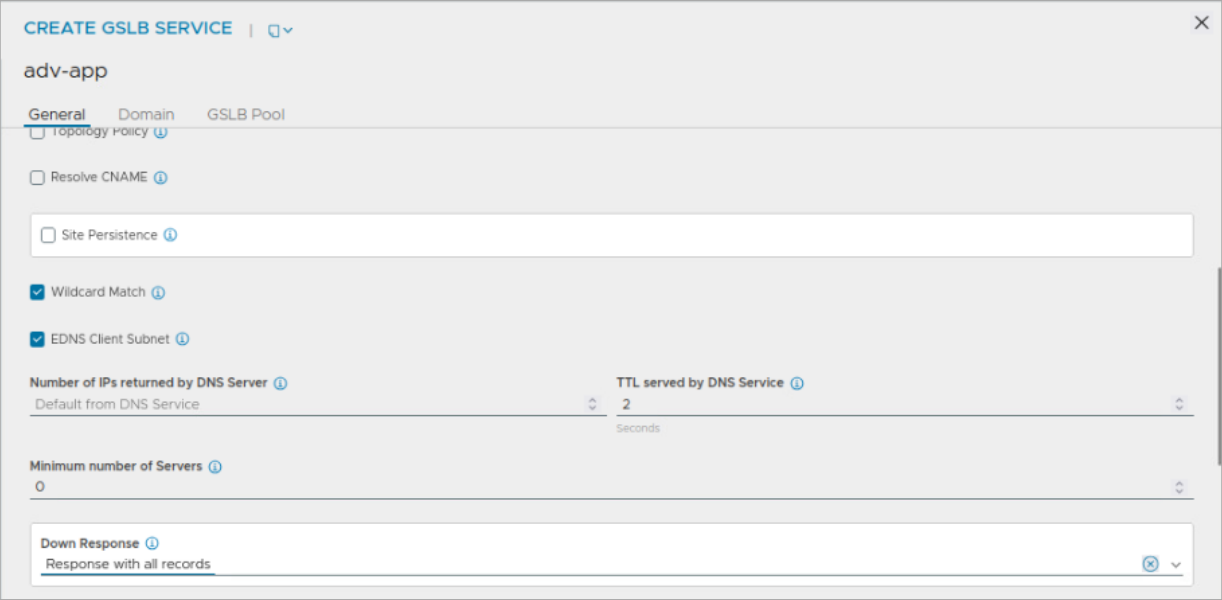 CREATE GSLB SERVICE
adv-app
General Domain GSLB Pool
Topology Policy
Resolve CNAME
Site Persistence
Wildcard Match
EDNS Client Subnet
Number of IPs returned by DNS Server TTL served by DNS Service
Default from DNS Service 2
Seconds
Minimum number of Servers
0
Down Response
Response with all records